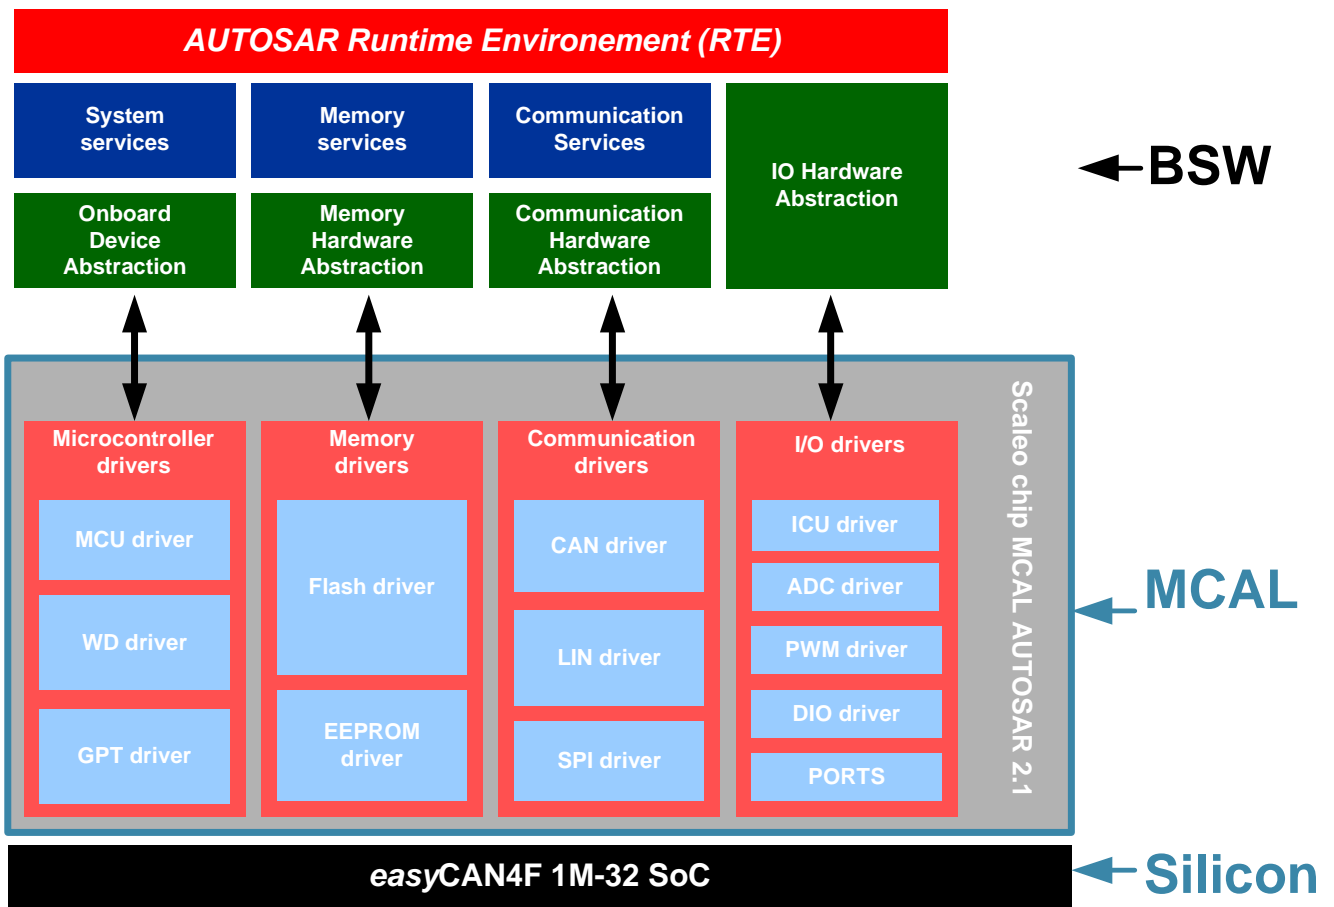 AUTOSAR Runtime Environement (RTE)
System
services
Memory
services
Communication
Services
IO Hardware
Abstraction
Onboard
Device
Abstraction
Memory
Hardware
Abstraction
Communication
Hardware
Abstraction
BSW
Microcontroller
drivers
MCU driver
WD driver
GPT driver
Memory
drivers
Flash driver
EEPROM
driver
Communication
drivers
CAN driver
LIN driver
SPI driver
I/O drivers
ICU driver
ADC driver
PWM driver
DIO driver
PORTS
Scaleo chip MCAL AUTOSAR 2.1
MCAL
easyCAN4F 1M-32 SoC
Silicon